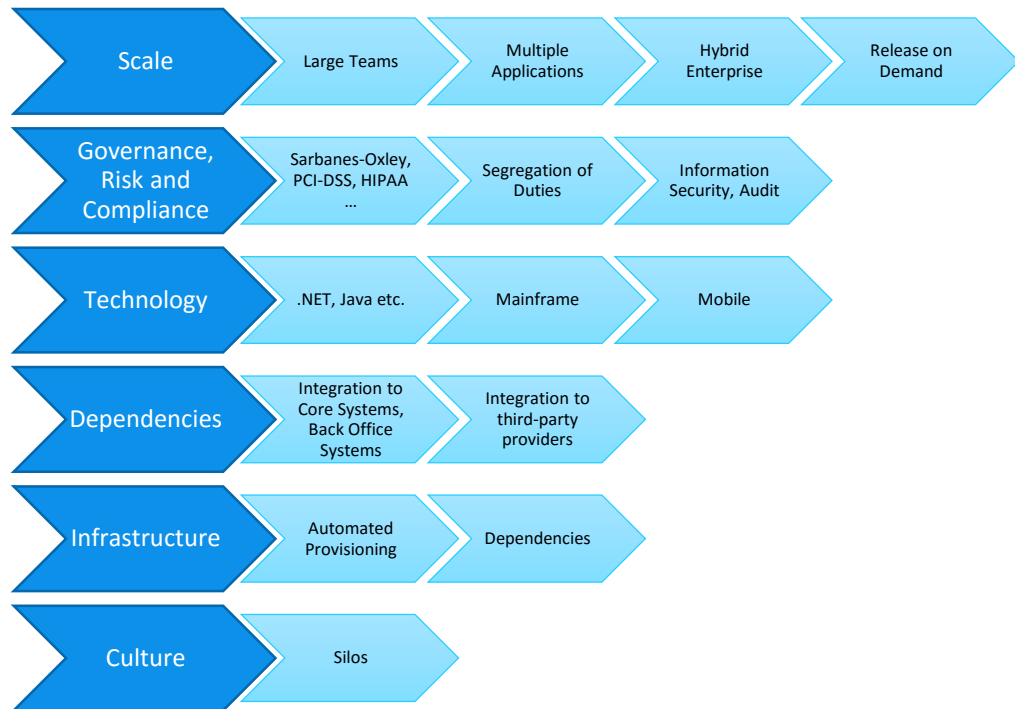 Scale
Large Teams
Multiple
Applications
Hybrid
Enterprise
Release on
Demand
Governance,
Risk and
Compliance
Sarbanes-Oxley,
PCI-DSS, HIPAA
…
Segregation of
Duties
Information
Security, Audit
Technology
.NET, Java etc.
Mainframe
Mobile
Dependencies
Integration to
Core Systems,
Back Office
Systems
Integration to
third-party
providers
Infrastructure
Automated
Provisioning
Dependencies
Culture
Silos